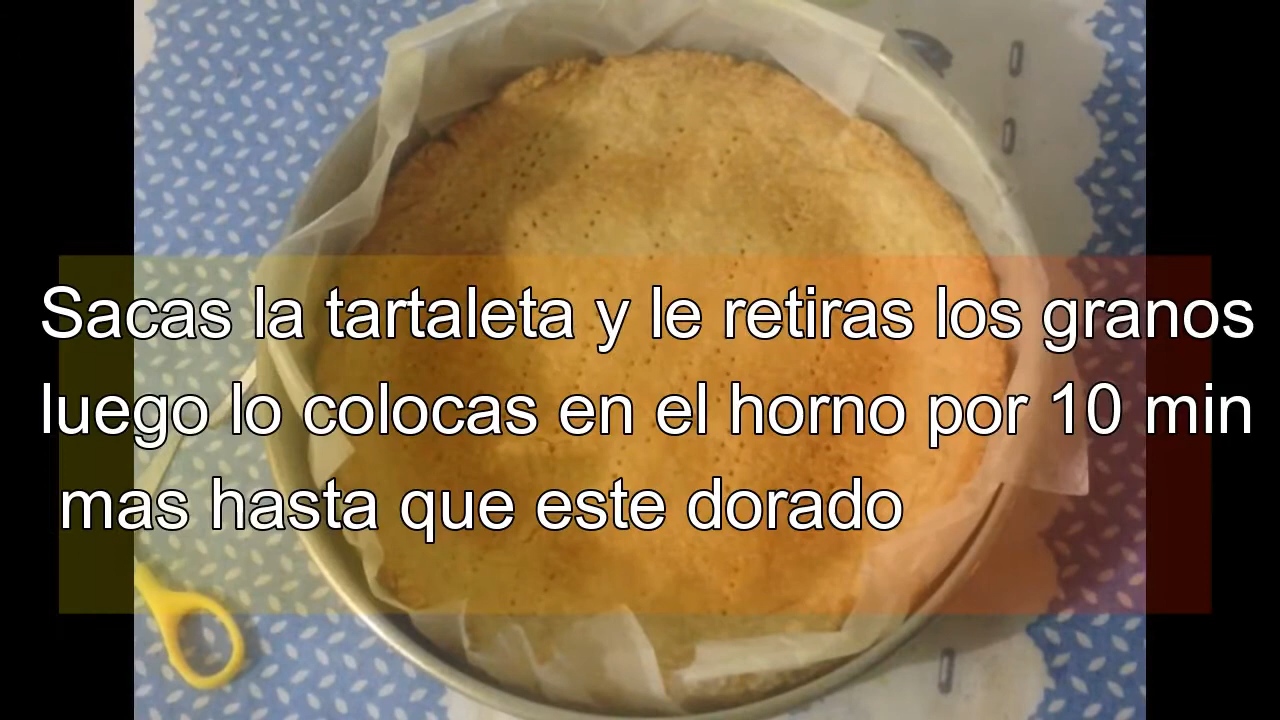 Sacas la tartaleta y le retiras los granos
luego lo colocas en el horno por 10 min
mas hasta que este dorado